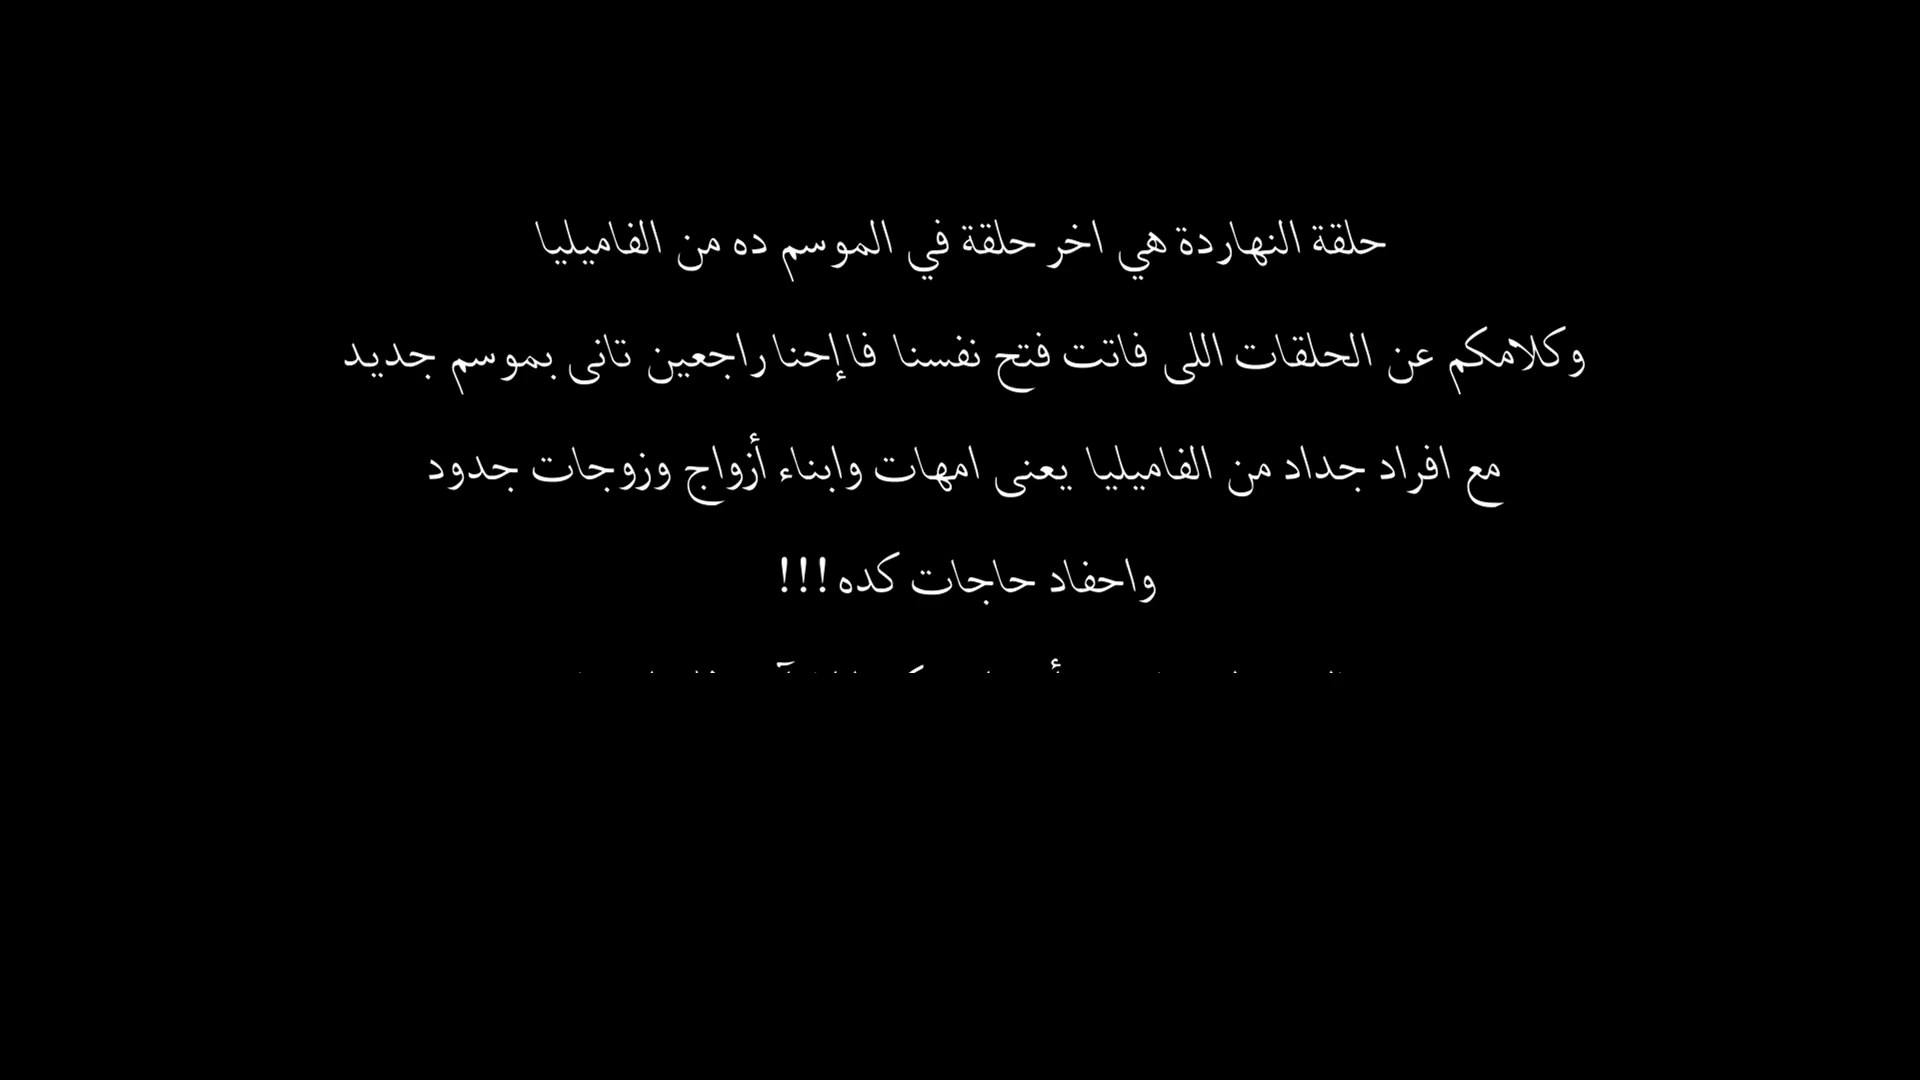 حلقة النهاردة هي اخر حلقة في الموسم ده من الفاميليا
وكلامكم عن الحلقات اللى فاتت فتح نفسنا فاإحنا راجعين تانى بموسم جديد
مع افراد جداد من الفاميليا يعنى امهات وابناء أزواج وزوجات جدود
واحفاد حاجات كده!!!